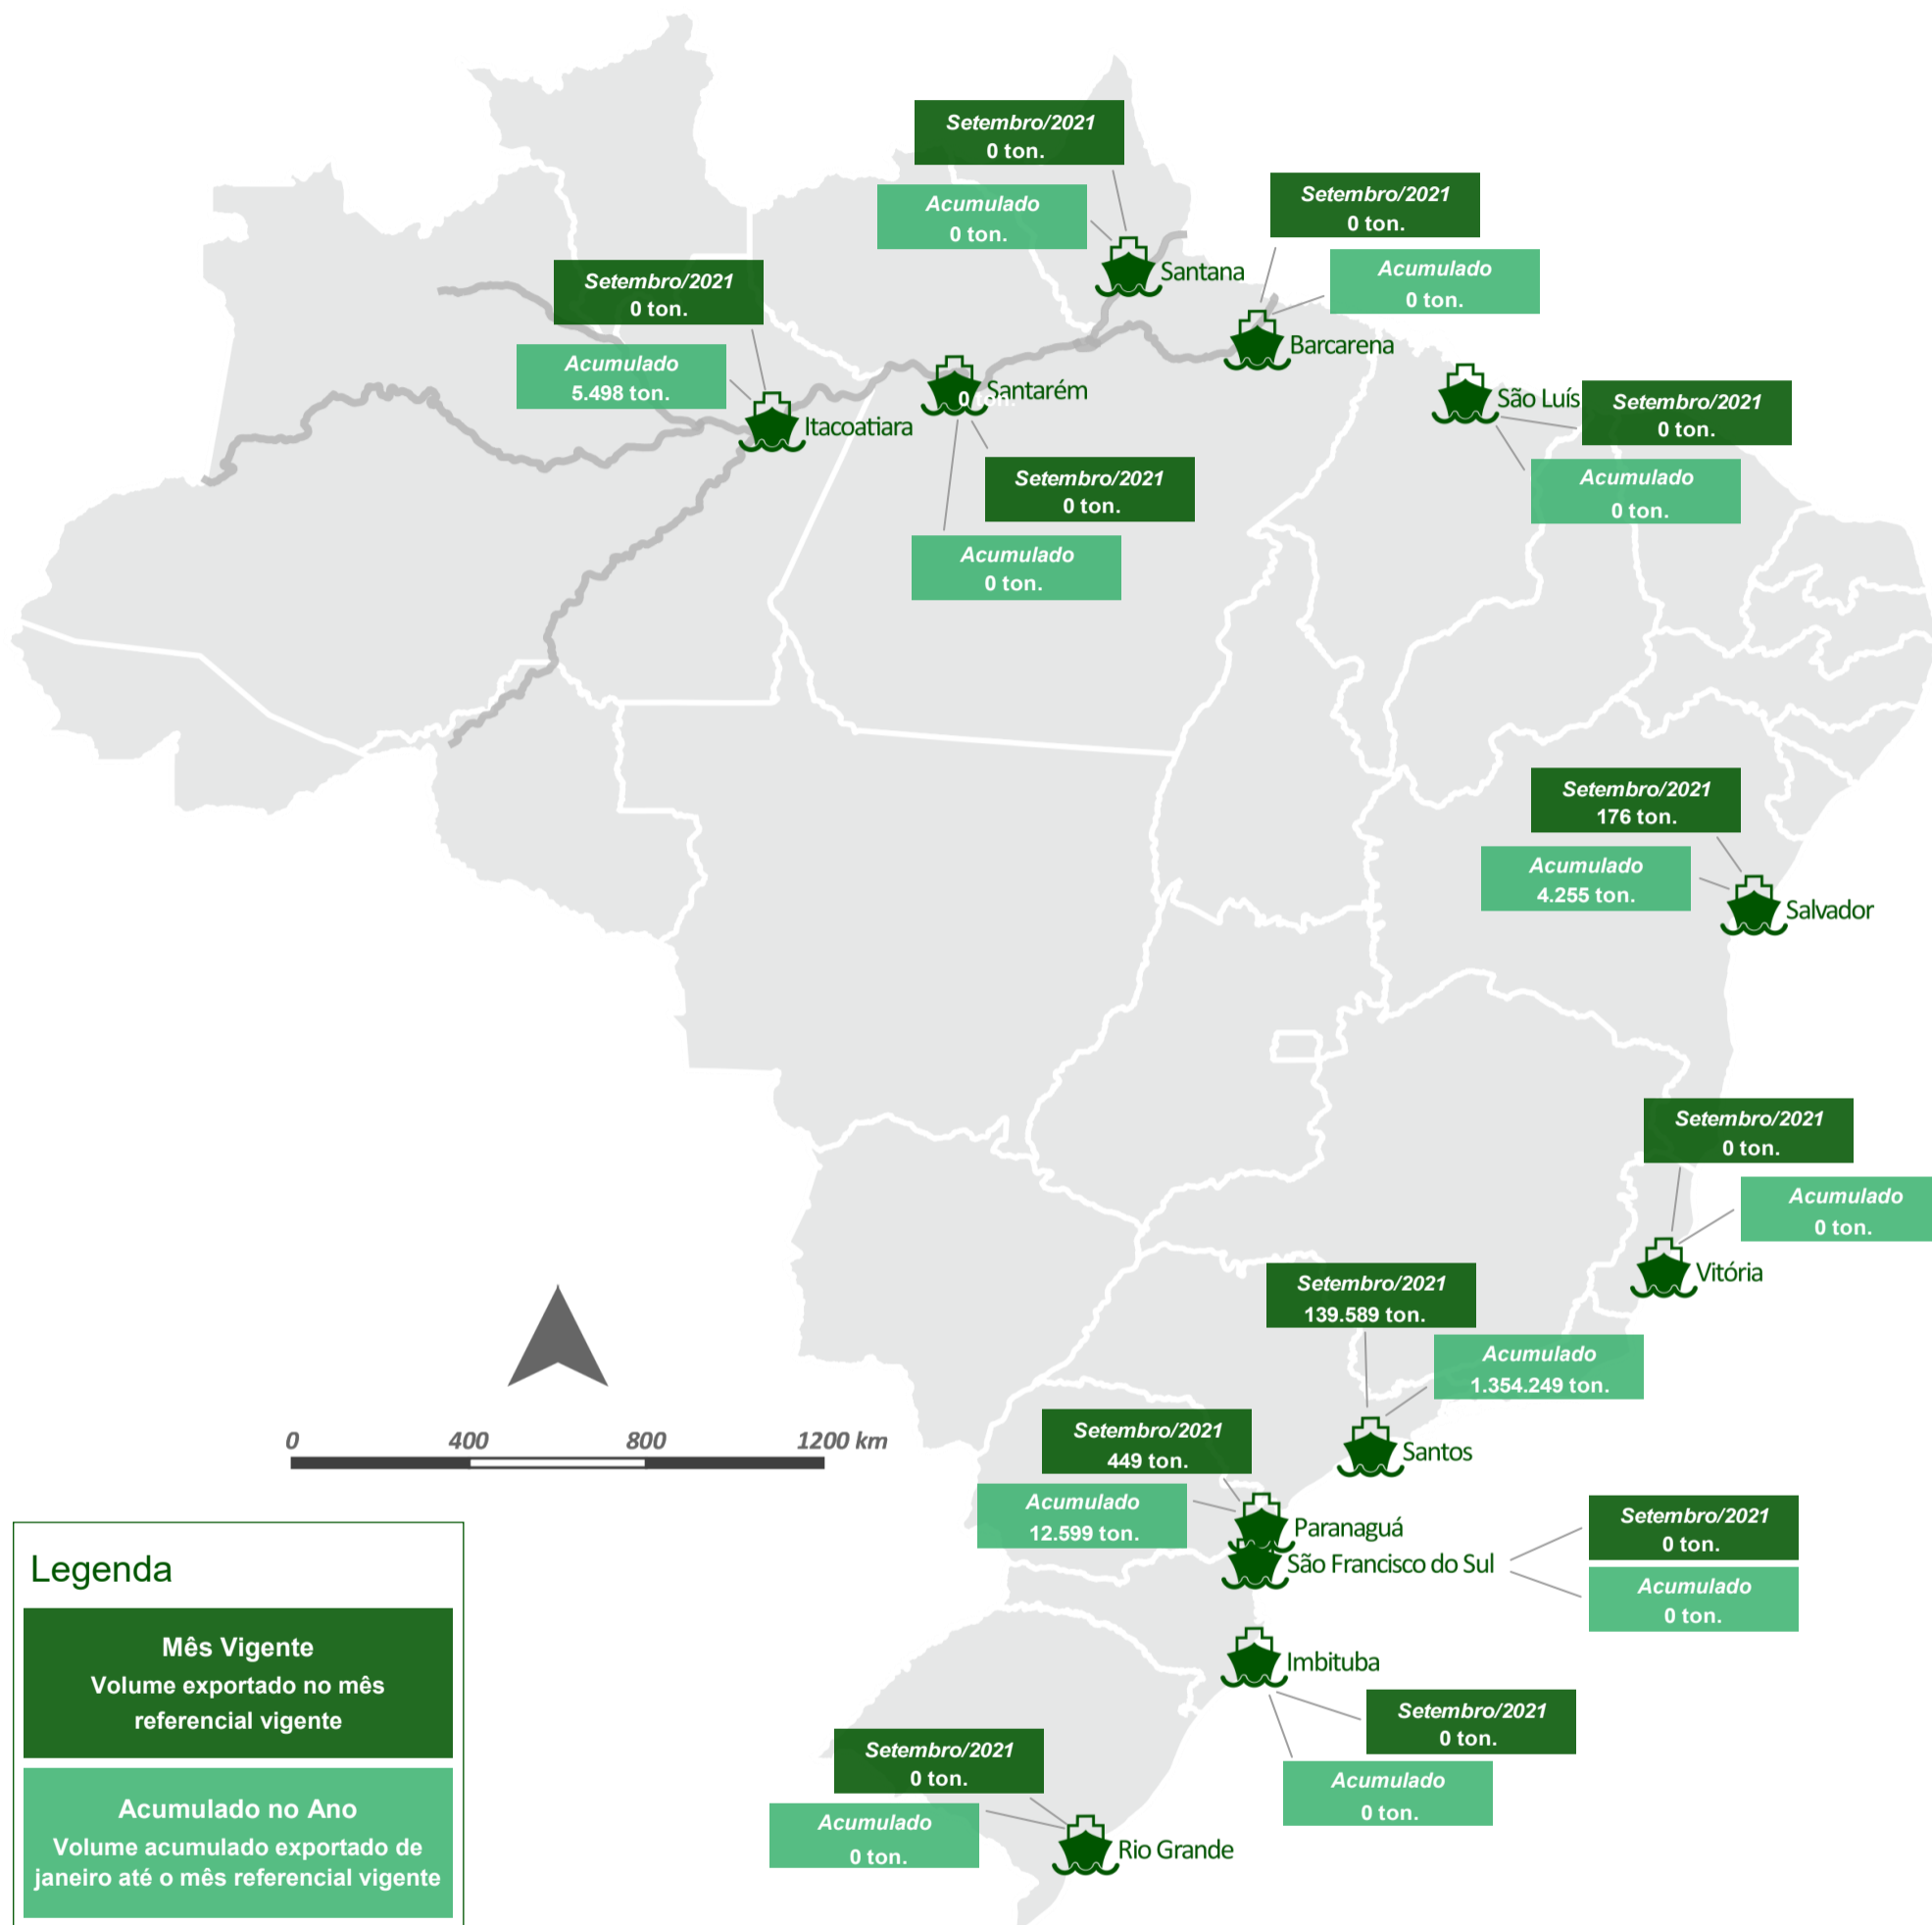 Setembro/2021
0 ton.
Acumulado
0 ton.
Santana
Setembro/2021
0 ton.
Acumulado
0 ton.
Barcarena
Setembro/2021
0 ton.
Acumulado
5.498 ton.
Itacoatiara
Santarém
0 ton.
Setembro/2021
0 ton.
Acumulado
0 ton.
São Luís
Setembro/2021
0 ton.
Acumulado
0 ton.
Setembro/2021
176 ton.
Acumulado
4.255 ton.
Salvador
Setembro/2021
0 ton.
Acumulado
0 ton.
Vitória
Setembro/2021
139.589 ton.
Acumulado
1.354.249 ton.
Santos
Setembro/2021
449 ton.
Acumulado
12.599 ton.
Paranaguá
São Francisco do Sul
Setembro/2021
0 ton.
Acumulado
0 ton.
Imbituba
Setembro/2021
0 ton.
Acumulado
0 ton.
Setembro/2021
0 ton.
Acumulado
0 ton.
Rio Grande
0 400 800 1200 km
Legenda
Mês Vigente
Volume exportado no mês
referencial vigente
Acumulado no Ano
Volume acumulado exportado de
janeiro até o mês referencial vigente